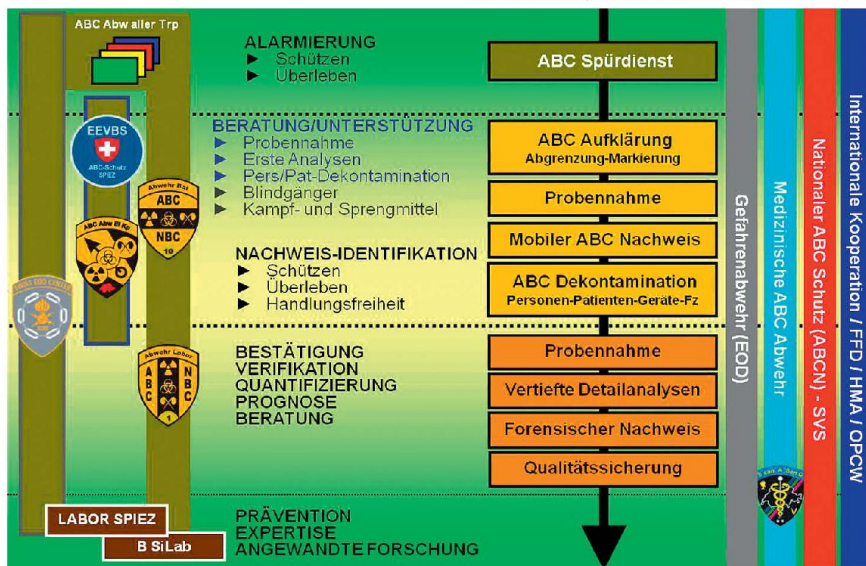 ABC Abw aller Trp
ALARMIERUNG
► Schützen
► Überleben
ABC Spürdienst
EEVBS
ABC-Schutz
SPIEZ
BERATUNG/UNTERSTÜTZUNG
► Probennahme
► Erste Analysen
► Pers/Pat-Dekontamination
► Blindgänger
► Kampf- und Sprengmittel
ABC Aufklärung
Abgrenzung-Markierung
Probennahme
Mobiler ABC Nachweis
ABC Dekontamination
Personen-Patienten-Geräte-Fz
Abwehr Bat
ABC
NBC
10
ABC Abw El Kp
SWISS EOD CENTER
NACHWEIS-IDENTIFIKATION
► Schützen
► Überleben
► Handlungsfreiheit
Abwehr Labor
A B C
N B C
1
BESTÄTIGUNG
VERIFIKATION
QUANTIFIZIERUNG
PROGNOSE
BERATUNG
Probennahme
Vertiefte Detailanalysen
Forensischer Nachweis
Qualitätssicherung
LABOR SPIEZ
B SiLab
PRÄVENTION
EXPERTISE
ANGEWANDTE FORSCHUNG
Gefahrenabwehr (EOD)
Medizinische ABC Abwehr
Nationaler ABC Schutz (ABCN) - SVS
Internationale Kooperation / FFD / HMA / OPCW